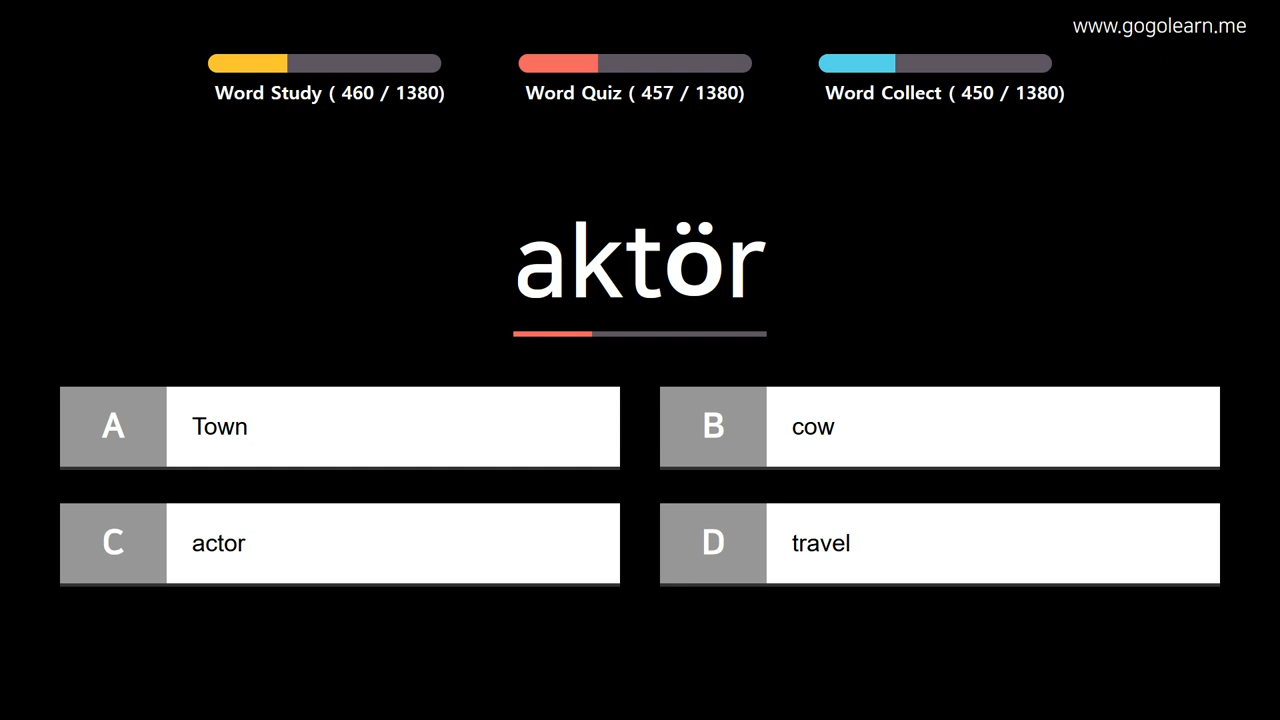 www.gogolearn.me
Word Study ( 460 / 1380)
Word Quiz ( 457 / 1380)
Word Collect ( 450 / 1380)
aktör
A Town
B cow
C actor
D travel